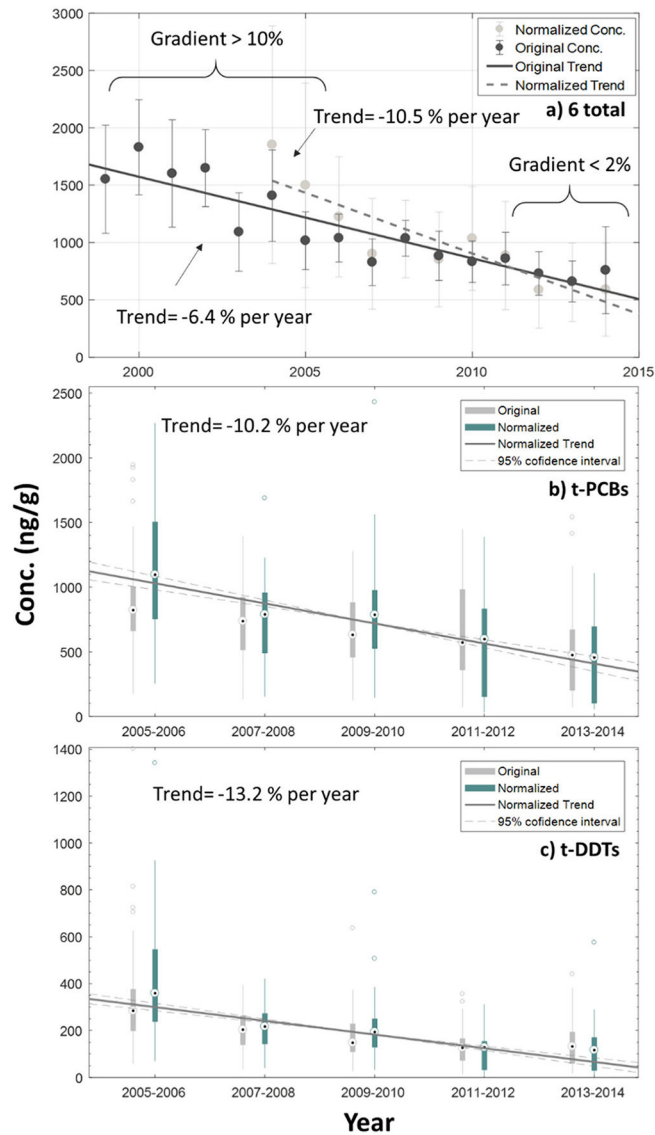 3000
2500
2000
1500
1000
500
0
Gradient > 10%
Normalized Conc.
Original Conc.
Original Trend
Normalized Trend
a) 6 total
Trend= -10.5 % per year
Gradient < 2%
Trend= -6.4 % per year
2000
2005
2010
2015
Conc. (ng/g)
2500
2000
1500
1000
500
0
Trend= -10.2 % per year
Original
Normalized
Normalized Trend
95% cofidence interval
b) t-PCBs
2005-2006
2007-2008
2009-2010
2011-2012
2013-2014
1400
1200
1000
800
600
400
200
0
Trend= -13.2 % per year
Original
Normalized
Normalized Trend
95% cofidence interval
c) t-DDTs
2005-2006
2007-2008
2009-2010
2011-2012
2013-2014
Year